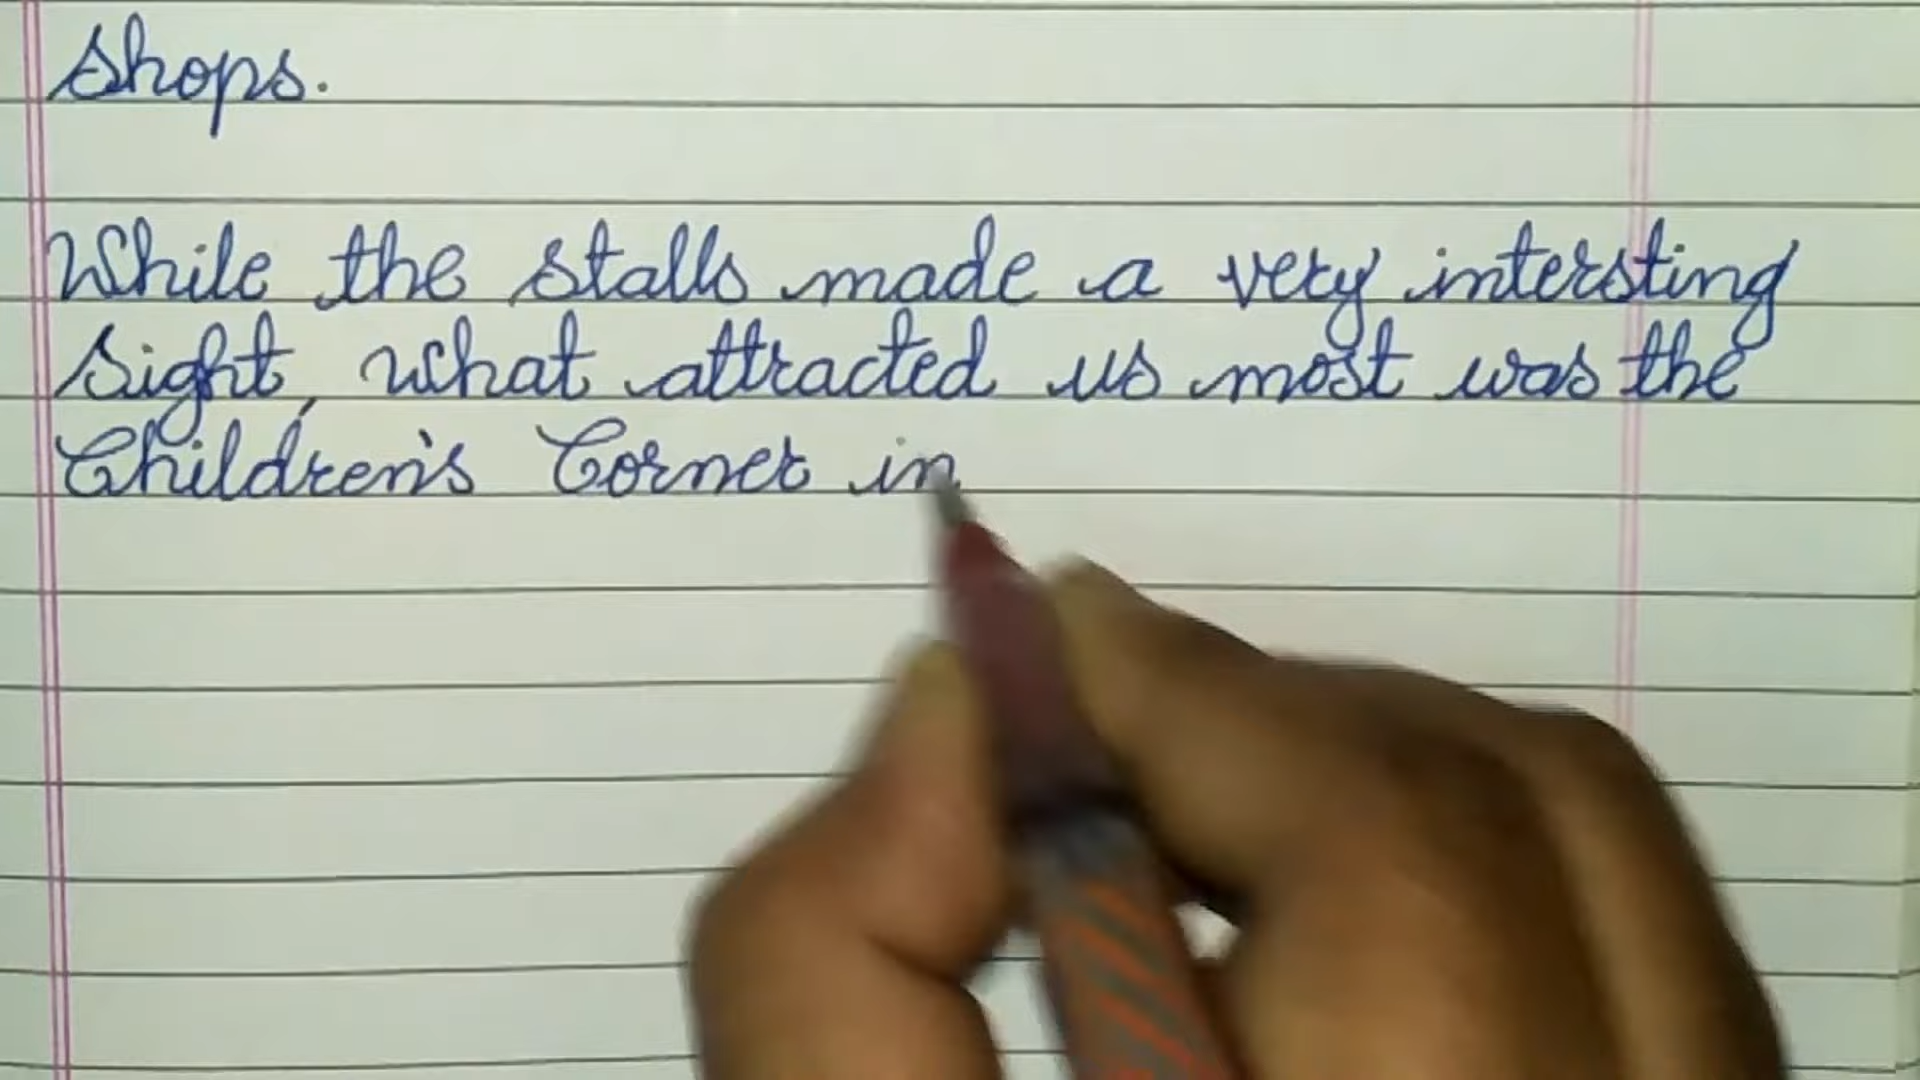 shops.
While the stalls made a very intersting
sight, what attracted us most was the
Children's Corner in